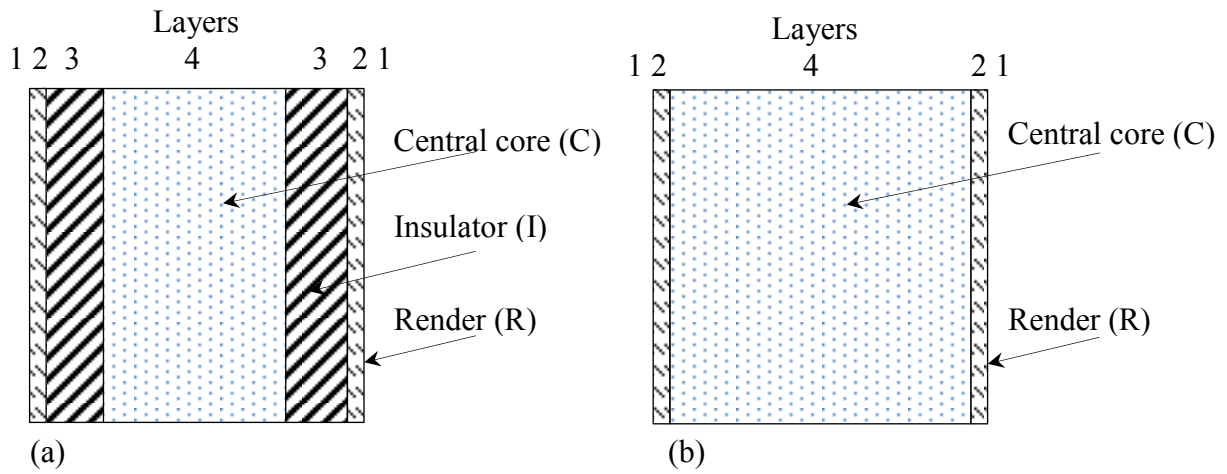 Layers
1 2 3 4 3 2 1
Central core (C)
Insulator (I)
Render (R)
(a)
Layers
1 2 4 2 1
Central core (C)
Render (R)
(b)